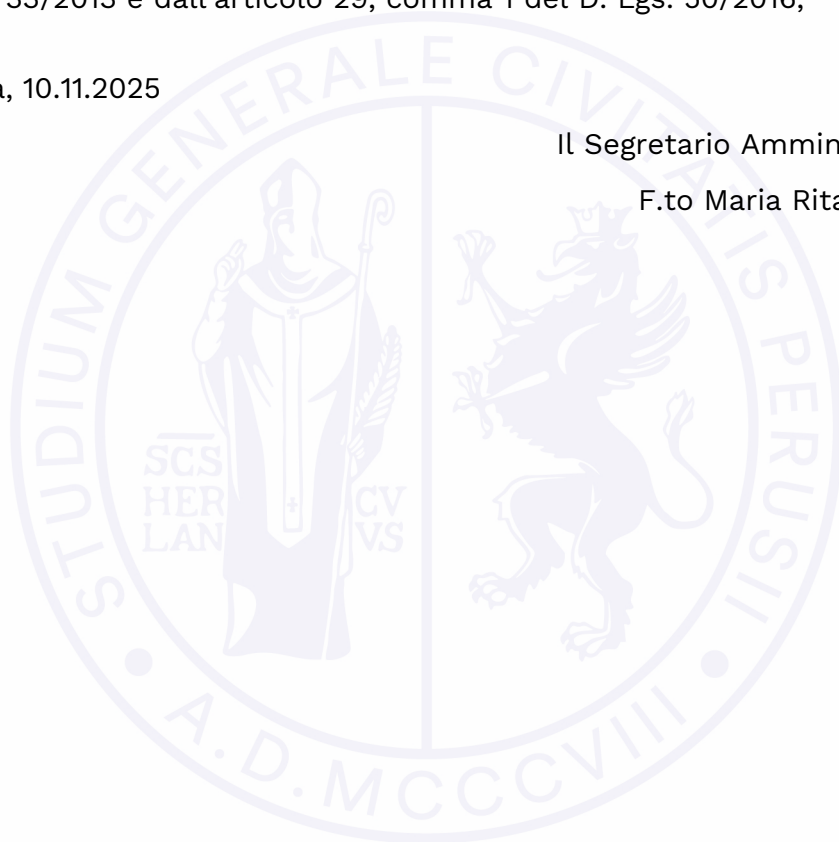 33/2013 e dall'articolo 29, comma 1 del D. Lgs. 50/2016;
, 10.11.2025
Il Segretario Ammin
F.to Maria Rita
STUDIUM GENERALE CIVITATIS PERUSII
SCS
HER
LAN
CV
VS
A.D. MCCCVIII